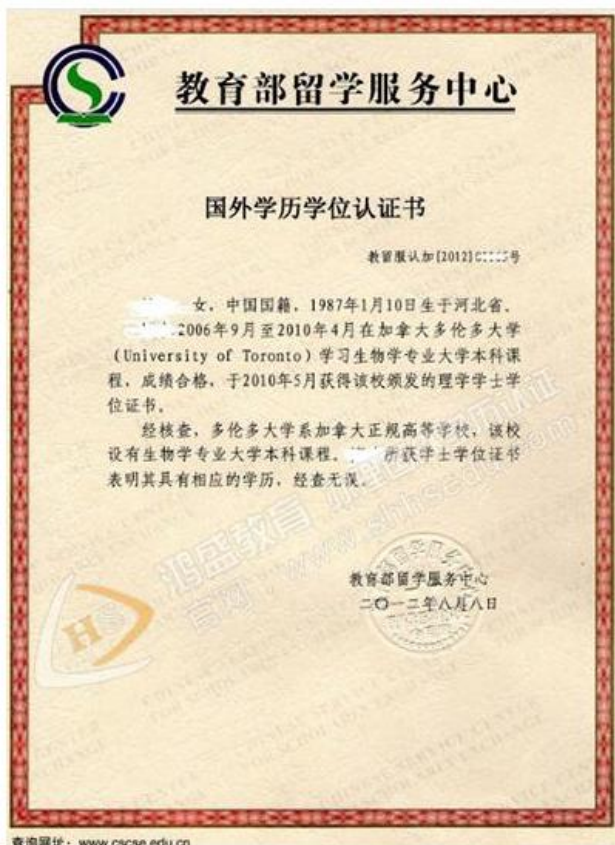 教育部留学服务中心
国外学历学位认证书
教留服认加[2012]号
女，中国国籍，1987年1月10日生于河北省。
2006年9月至2010年4月在加拿大多伦多大学
（University of Toronto）学习生物学专业大学本科课
程，成绩合格，于2010年5月获得该校颁发的理学学士学
位证书。
经核查，多伦多大学系加拿大正规高等学校，该校
设有生物学专业大学本科课程。所获学士学位证书
表明其具有相应的学历，经查无误。
教育部留学服务中心
二〇一二年八月八日
HS
鸿盛教育
官网
查询网址：www.cscse.edu.cn